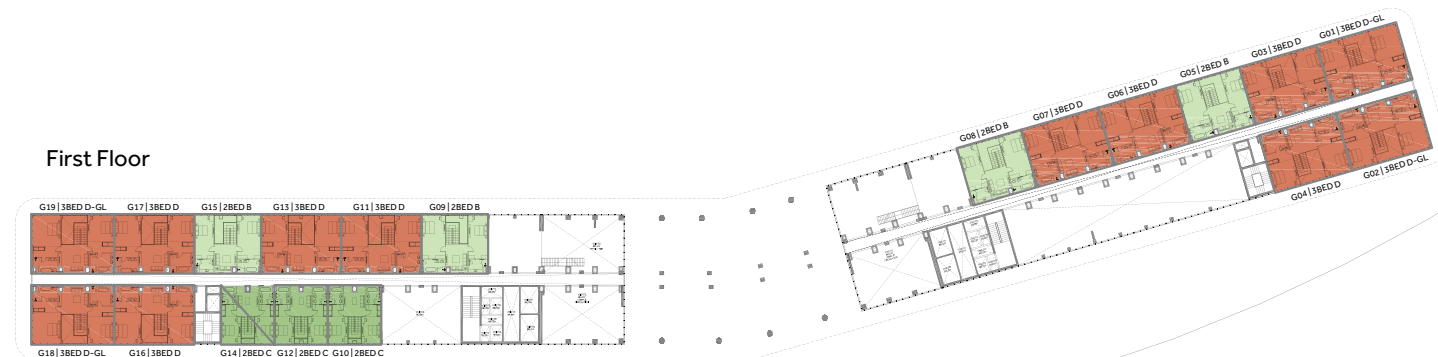 G01 | 3BED D-GL
G03 | 3BED D
G05 | 2BED B
G06 | 3BED D
G07 | 3BED D
G08 | 2BED B
First Floor
G04 | 3BED D
G02 | 3BED D-GL
G19 | 3BED D-GL
G17 | 3BED D
G15 | 2BED B
G13 | 3BED D
G11 | 3BED D
G09 | 2BED B
G18 | 3BED D-GL
G16 | 3BED D
G14 | 2BED C
G12 | 2BED C
G10 | 2BED C